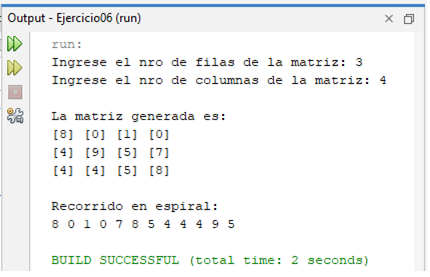 Output - Ejercicio06 (run)
run:
Ingrese el nro de filas de la matriz: 3
Ingrese el nro de columnas de la matriz: 4
La matriz generada es:
[8] [0] [1] [0]
[4] [9] [5] [7]
[4] [4] [5] [8]
Recorrido en espiral:
8 0 1 0 7 8 5 4 4 4 9 5
BUILD SUCCESSFUL (total time: 2 seconds)